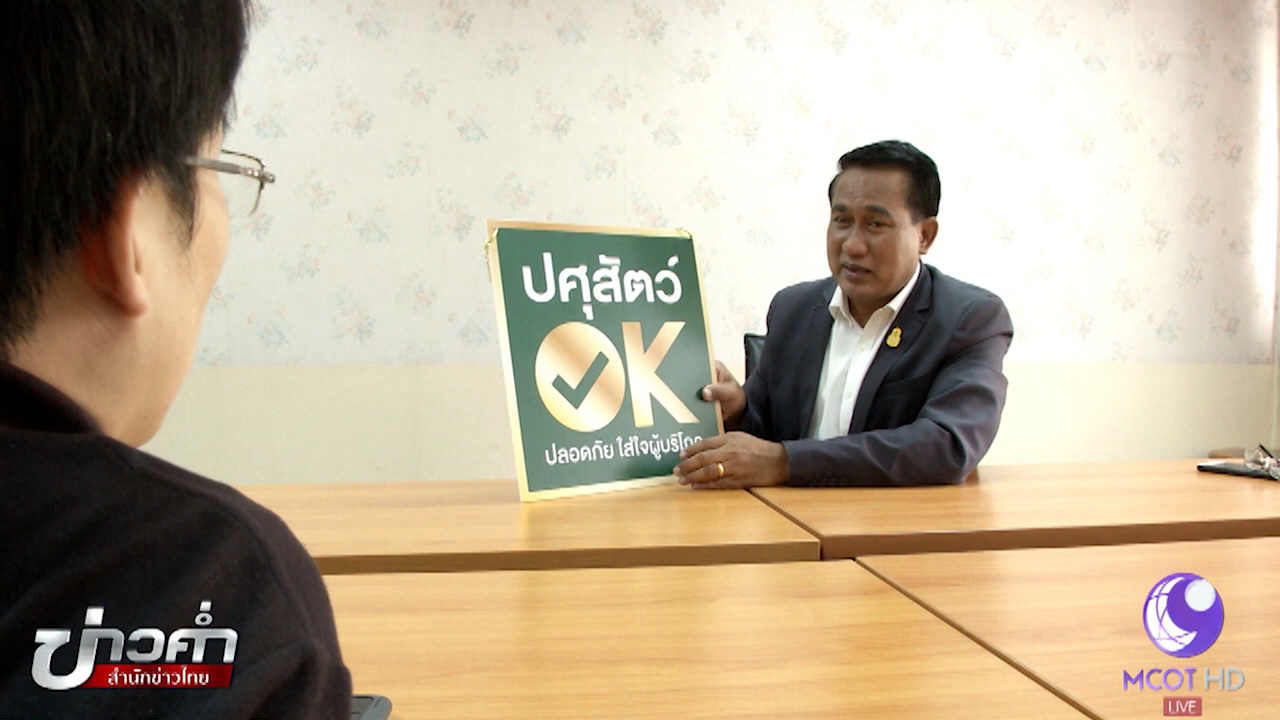 ปศุสัตว์
OK
ปลอดภัย ใส่ใจผู้บริโภค
ข่าวค่ำ
สำนักข่าวไทย
MCOT HD
LIVE